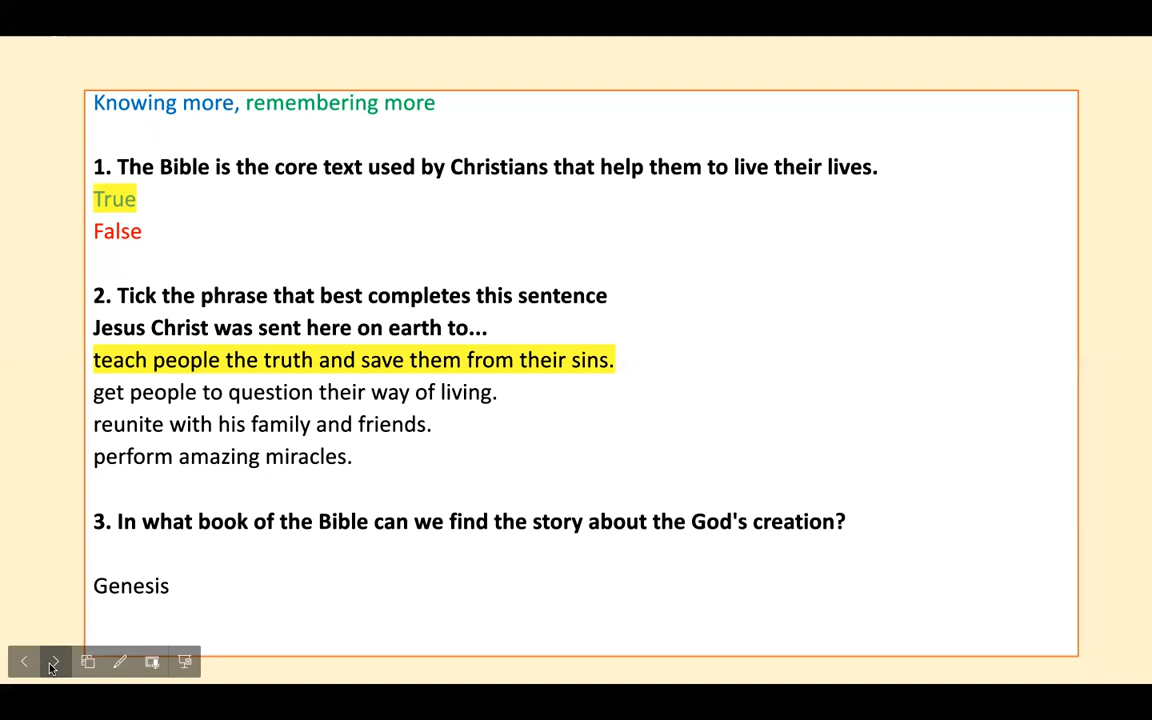 Knowing more, remembering more
1. The Bible is the core text used by Christians that help them to live their lives.
True
False
2. Tick the phrase that best completes this sentence
Jesus Christ was sent here on earth to...
teach people the truth and save them from their sins.
get people to question their way of living.
reunite with his family and friends.
perform amazing miracles.
3. In what book of the Bible can we find the story about the God's creation?
Genesis